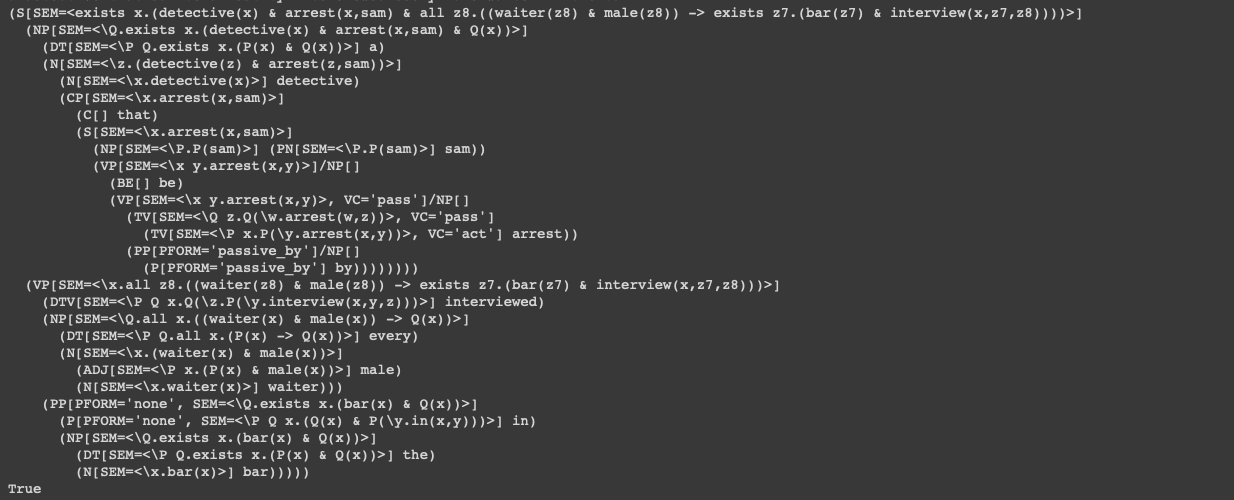 (S[SEM=<exists x.(detective(x) & arrest(x,sam) & all z8.((waiter(z8) & male(z8)) -> exists z7.(bar(z7) & interview(x,z7,z8))))>]
(NP[SEM=<\Q.exists x.(detective(x) & arrest(x,sam) & Q(x))>]
(DT[SEM=<\P Q.exists x.(P(x) & Q(x))>] a)
(N[SEM=<\z.(detective(z) & arrest(z,sam))>]
(N[SEM=<\x.detective(x)>] detective)
(CP[SEM=<\x.arrest(x,sam)>]
(C[] that)
(S[SEM=<\x.arrest(x,sam)>]
(NP[SEM=<\P.P(sam)>] (PN[SEM=<\P.P(sam)>] sam))
(VP[SEM=<\x y.arrest(x,y)>]/NP[]
(BE[] be)
(VP[SEM=<\x y.arrest(x,y)>, VC='pass']/NP[]
(TV[SEM=<\Q z.Q(\w.arrest(w,z))>, VC='pass']
(TV[SEM=<\P x.P(\y.arrest(x,y))>, VC='act'] arrest))
(PP[PFORM='passive_by']/NP[]
(P[PFORM='passive_by'] by))))))))
(VP[SEM=<\x.all z8.((waiter(z8) & male(z8)) -> exists z7.(bar(z7) & interview(x,z7,z8)))>]
(DTV[SEM=<\P Q x.Q(\z.P(\y.interview(x,y,z)))>] interviewed)
(NP[SEM=<\Q.all x.((waiter(x) & male(x)) -> Q(x))>]
(DT[SEM=<\P Q.all x.(P(x) -> Q(x))>] every)
(N[SEM=<\x.(waiter(x) & male(x))>]
(ADJ[SEM=<\P x.(P(x) & male(x))>] male)
(N[SEM=<\x.waiter(x)>] waiter)))
(PP[PFORM='none', SEM=<\Q.exists x.(bar(x) & Q(x))>]
(P[PFORM='none', SEM=<\P Q x.(Q(x) & P(\y.in(x,y)))>] in)
(NP[SEM=<\Q.exists x.(bar(x) & Q(x))>]
(DT[SEM=<\P Q.exists x.(P(x) & Q(x))>] the)
(N[SEM=<\x.bar(x)>] bar)))))
True